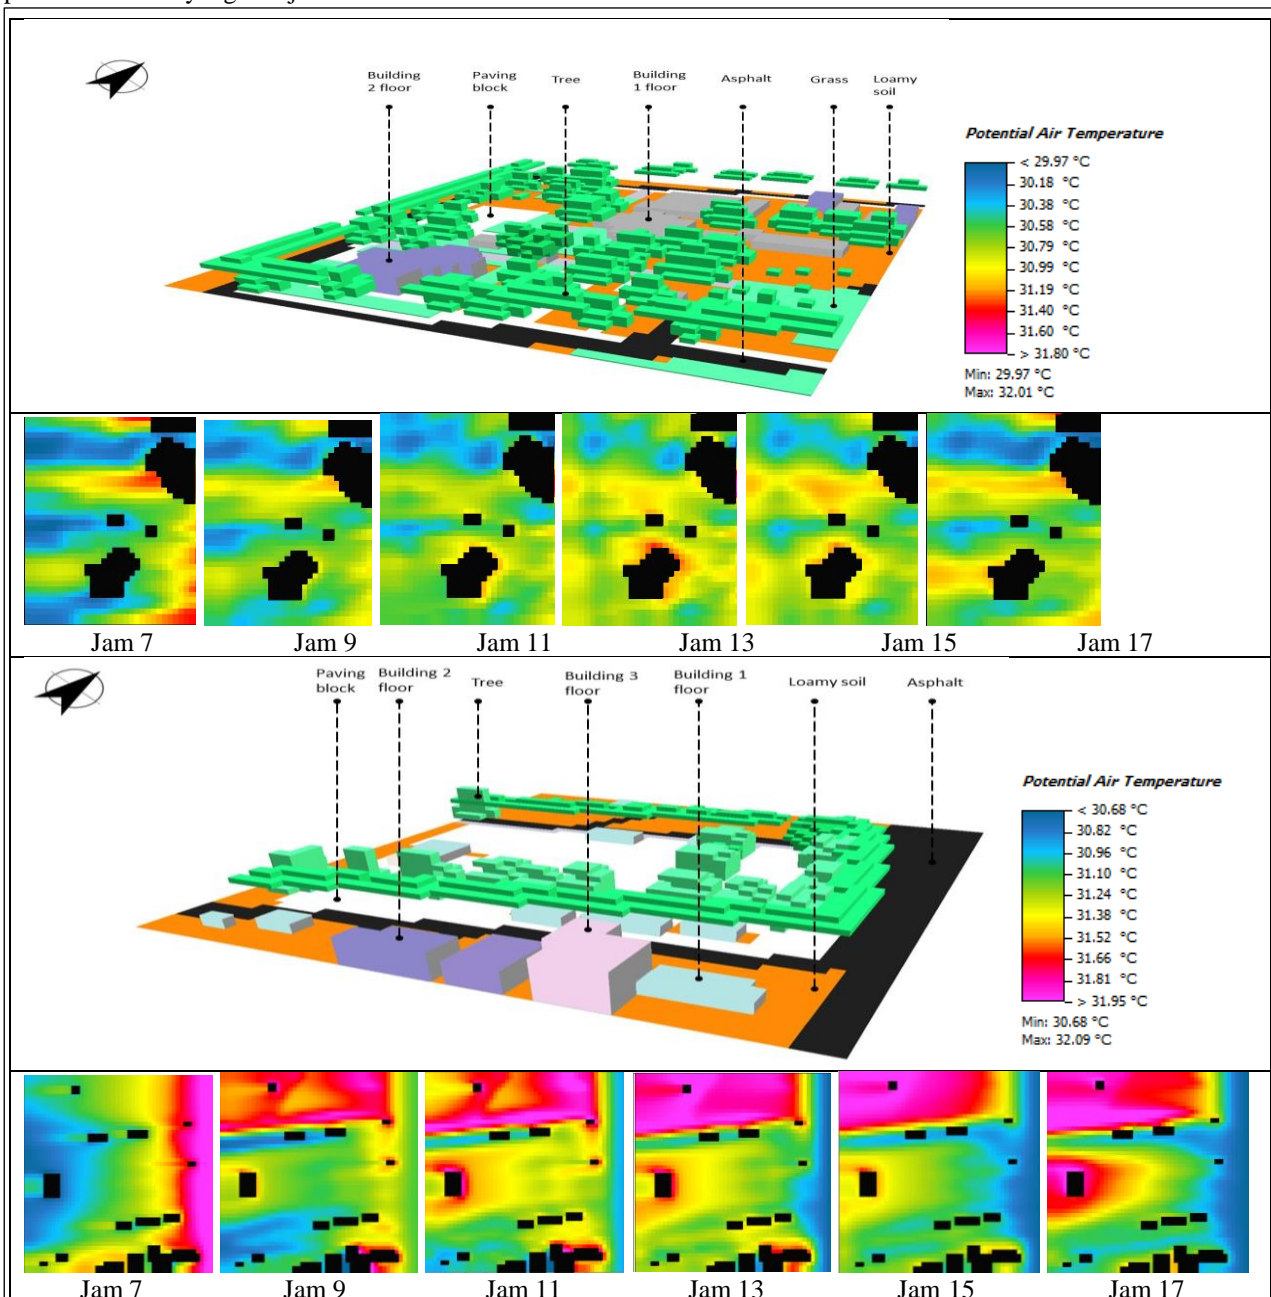 Building
2 floor
Paving
block
Tree
Building
1 floor
Asphalt
Grass
Loamy
soil
Potential Air Temperature
< 29.97 °C
30.18 °C
30.38 °C
30.58 °C
30.79 °C
30.99 °C
31.19 °C
31.40 °C
31.60 °C
> 31.80 °C
Min: 29.97 °C
Max: 32.01 °C
Jam 7 Jam 9 Jam 11 Jam 13 Jam 15 Jam 17
Paving
block
Building 2
floor
Tree
Building 3
floor
Building 1
floor
Loamy soil
Asphalt
Potential Air Temperature
< 30.68 °C
30.82 °C
30.96 °C
31.10 °C
31.24 °C
31.38 °C
31.52 °C
31.66 °C
31.81 °C
> 31.95 °C
Min: 30.68 °C
Max: 32.09 °C
Jam 7 Jam 9 Jam 11 Jam 13 Jam 15 Jam 17